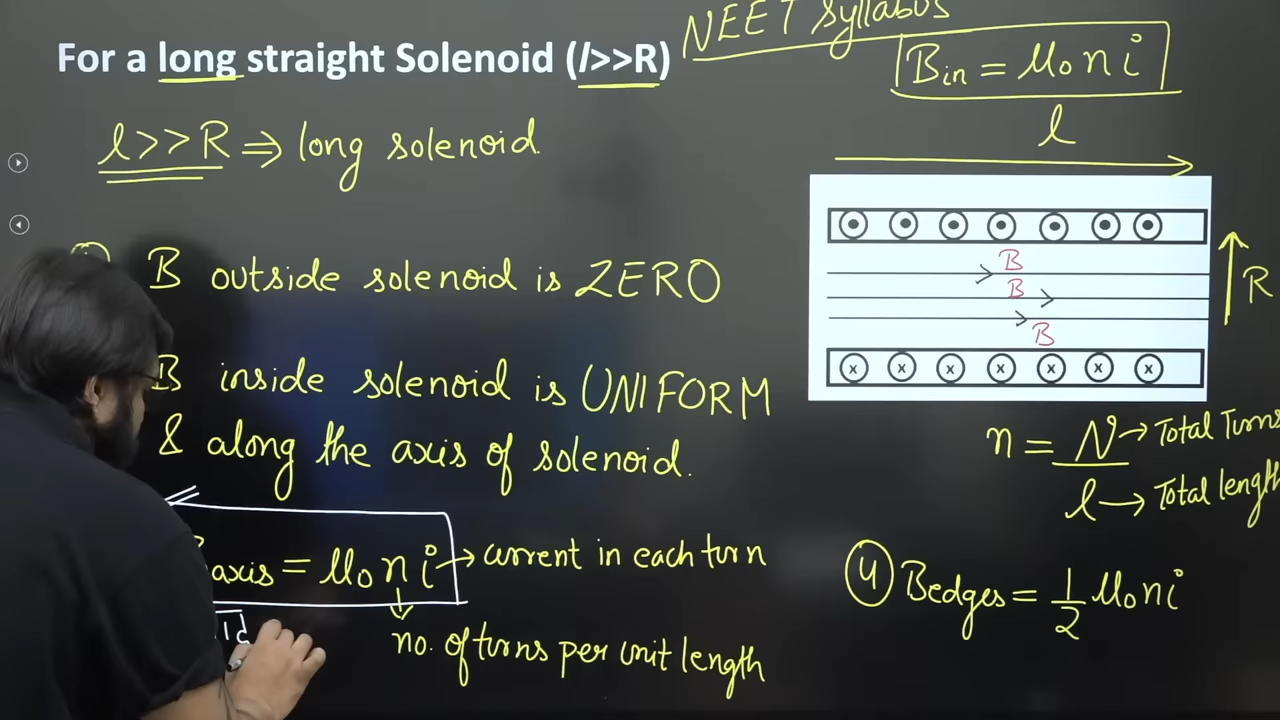 NEET Syllabus
For a long straight Solenoid (l>>R)
B_in = μ₀ n i
l
l >> R ⇒ long solenoid.
B outside solenoid is ZERO
B
B
B
R
x x x x x x x
B inside solenoid is UNIFORM
& along the axis of solenoid.
n = N → Total Turns
l → Total length
axis = μ₀ n i → current in each turn
no. of turns per unit length
4 B_edges = 1/2 μ₀ n i